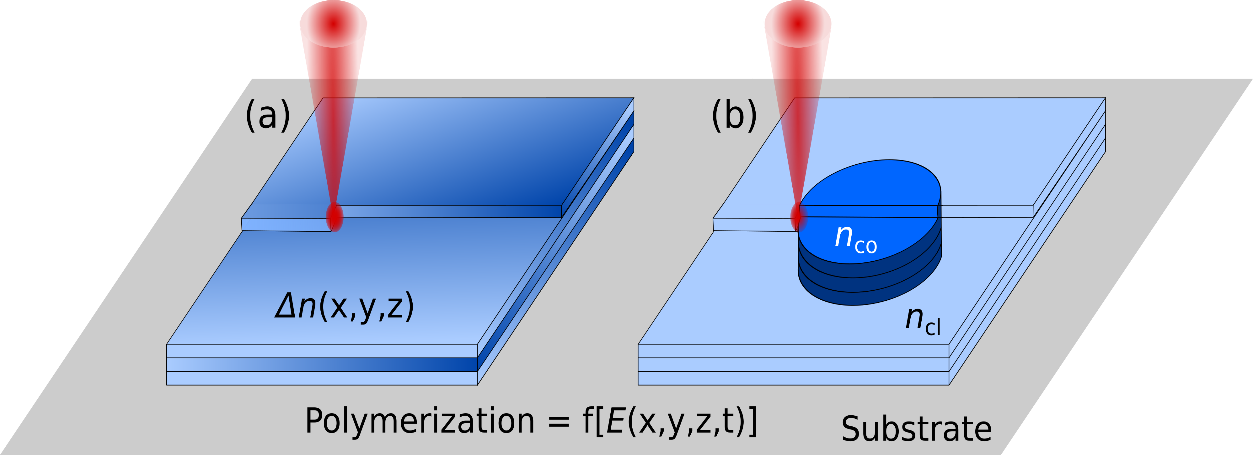 (a)
(b)
n_co
Δn(x,y,z)
n_cl
Polymerization = f[E(x,y,z,t)]
Substrate